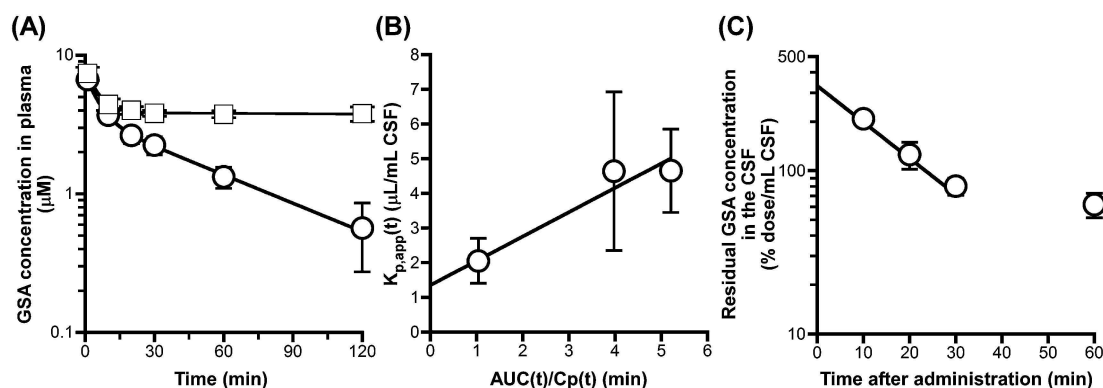 (A)
GSA concentration in plasma
(μM)
10
1
0.1
0 30 60 90 120
Time (min)
(B)
Kp,app(t) (μL/mL CSF)
8
7
6
5
4
3
2
1
0
0 1 2 3 4 5 6
AUC(t)/Cp(t) (min)
(C)
Residual GSA concentration
in the CSF
(% dose/mL CSF)
500
100
10
0 10 20 30 40 50 60
Time after administration (min)